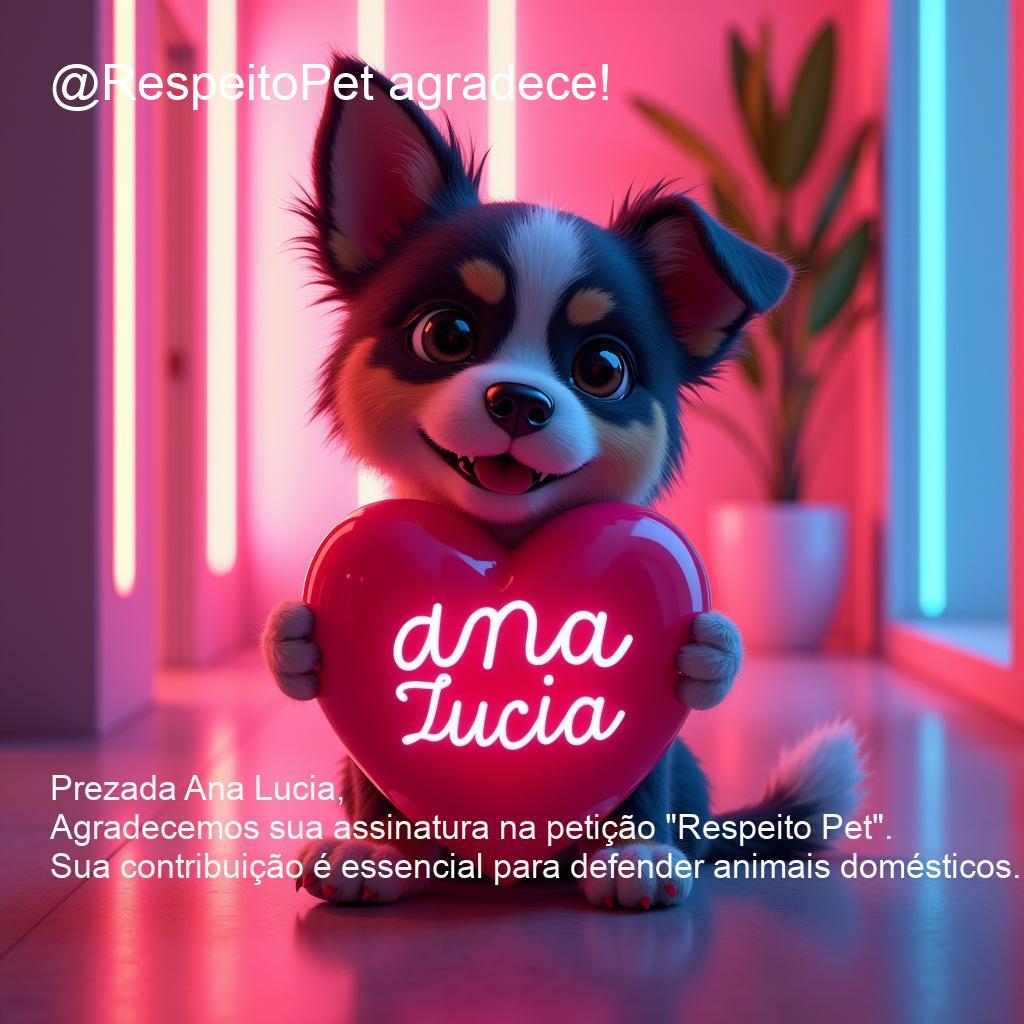 @RespeitoPet agradece!
ana
Lucia
Prezada Ana Lucia,
Agradecemos sua assinatura na petição "Respeito Pet".
Sua contribuição é essencial para defender animais domésticos.